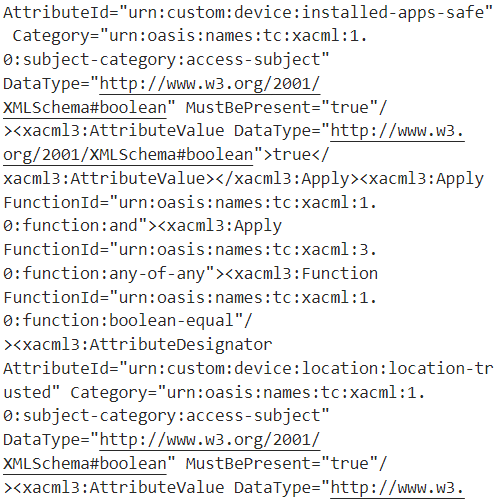 AttributeId="urn:custom:device:installed-apps-safe"
Category="urn:oasis:names:tc:xacml:1.
0:subject-category:access-subject"
DataType="http://www.w3.org/2001/
XMLSchema#boolean" MustBePresent="true"/
><xacml3:AttributeValue DataType="http://www.w3.
org/2001/XMLSchema#boolean">true</
xacml3:AttributeValue></xacml3:Apply><xacml3:Apply
FunctionId="urn:oasis:names:tc:xacml:1.
0:function:and"><xacml3:Apply
FunctionId="urn:oasis:names:tc:xacml:3.
0:function:any-of-any"><xacml3:Function
FunctionId="urn:oasis:names:tc:xacml:1.
0:function:boolean-equal"/
><xacml3:AttributeDesignator
AttributeId="urn:custom:device:location:location-tr
usted" Category="urn:oasis:names:tc:xacml:1.
0:subject-category:access-subject"
DataType="http://www.w3.org/2001/
XMLSchema#boolean" MustBePresent="true"/
><xacml3:AttributeValue DataType="http://www.w3.